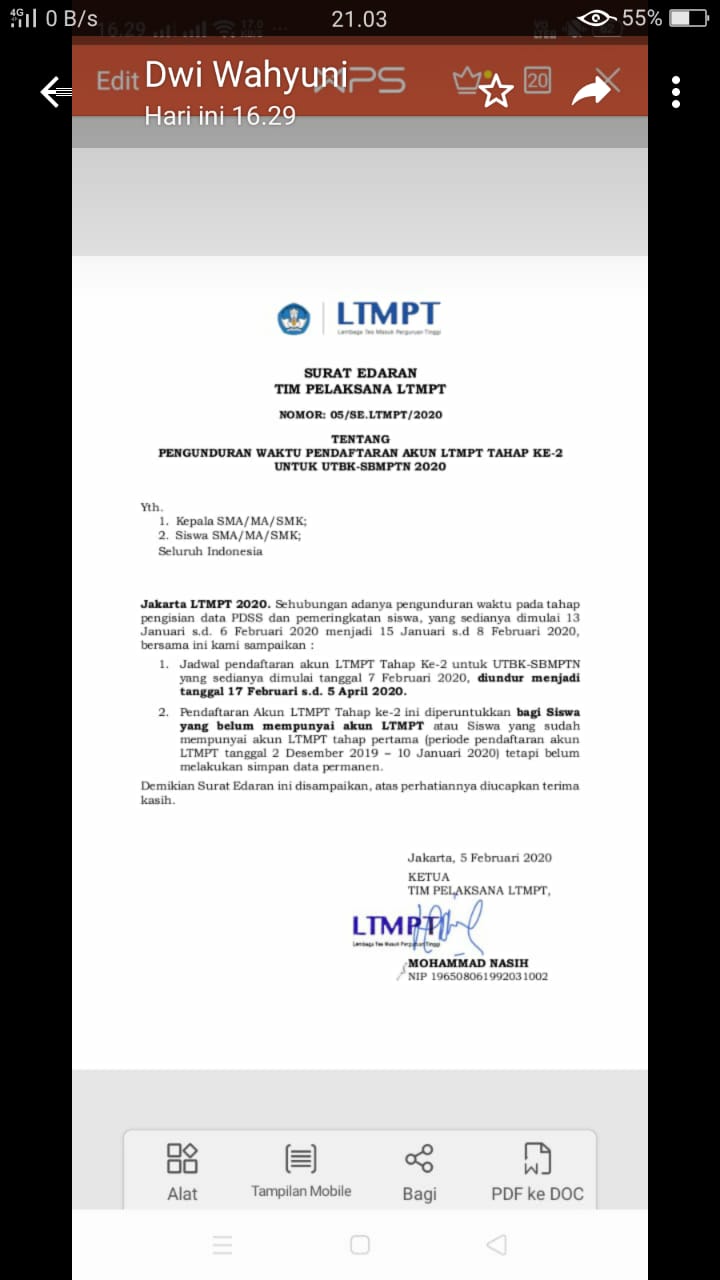 4G 0 B/s 21.03 55%
16.29
Edit WPS 20
Dwi Wahyuni
Hari ini 16.29
LTMPT
Lembaga Tes Masuk Perguruan Tinggi
SURAT EDARAN
TIM PELAKSANA LTMPT
NOMOR: 05/SE.LTMPT/2020
TENTANG
PENGUNDURAN WAKTU PENDAFTARAN AKUN LTMPT TAHAP KE-2
UNTUK UTBK-SBMPTN 2020
Yth.
1. Kepala SMA/MA/SMK;
2. Siswa SMA/MA/SMK;
Seluruh Indonesia
Jakarta LTMPT 2020. Sehubungan adanya pengunduran waktu pada tahap
pengisian data PDSS dan pemeringkatan siswa, yang sedianya dimulai 13
Januari s.d. 6 Februari 2020 menjadi 15 Januari s.d 8 Februari 2020,
bersama ini kami sampaikan :
1. Jadwal pendaftaran akun LTMPT Tahap Ke-2 untuk UTBK-SBMPTN
yang sedianya dimulai tanggal 7 Februari 2020, diundur menjadi
tanggal 17 Februari s.d. 5 April 2020.
2. Pendaftaran Akun LTMPT Tahap ke-2 ini diperuntukkan bagi Siswa
yang belum mempunyai akun LTMPT atau Siswa yang sudah
mempunyai akun LTMPT tahap pertama (periode pendaftaran akun
LTMPT tanggal 2 Desember 2019 – 10 Januari 2020) tetapi belum
melakukan simpan data permanen.
Demikian Surat Edaran ini disampaikan, atas perhatiannya diucapkan terima
kasih.
Jakarta, 5 Februari 2020
KETUA
TIM PELAKSANA LTMPT,
LTMPT
Lembaga Tes Masuk Perguruan Tinggi
MOHAMMAD NASIH
NIP 196508061992031002
Alat Tampilan Mobile Bagi PDF ke DOC